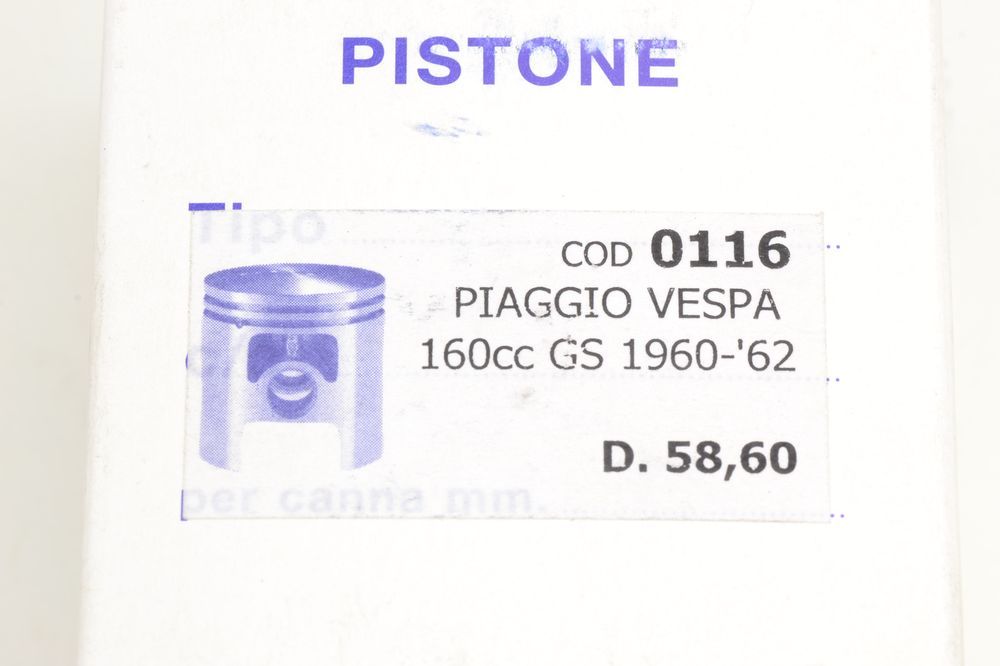 PISTONE
Tipo
COD 0116
PIAGGIO VESPA
160cc GS 1960-'62
D. 58,60
per canna mm.